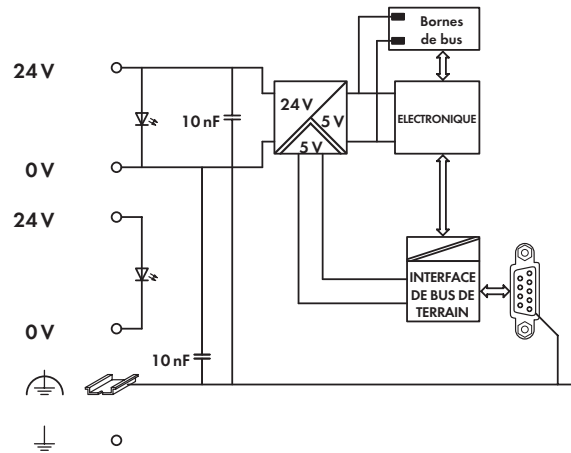 Bornes
de bus
24 V
24 V
5 V
5 V
10 nF
ELECTRONIQUE
0 V
24 V
INTERFACE
DE BUS DE
TERRAIN
0 V
10 nF